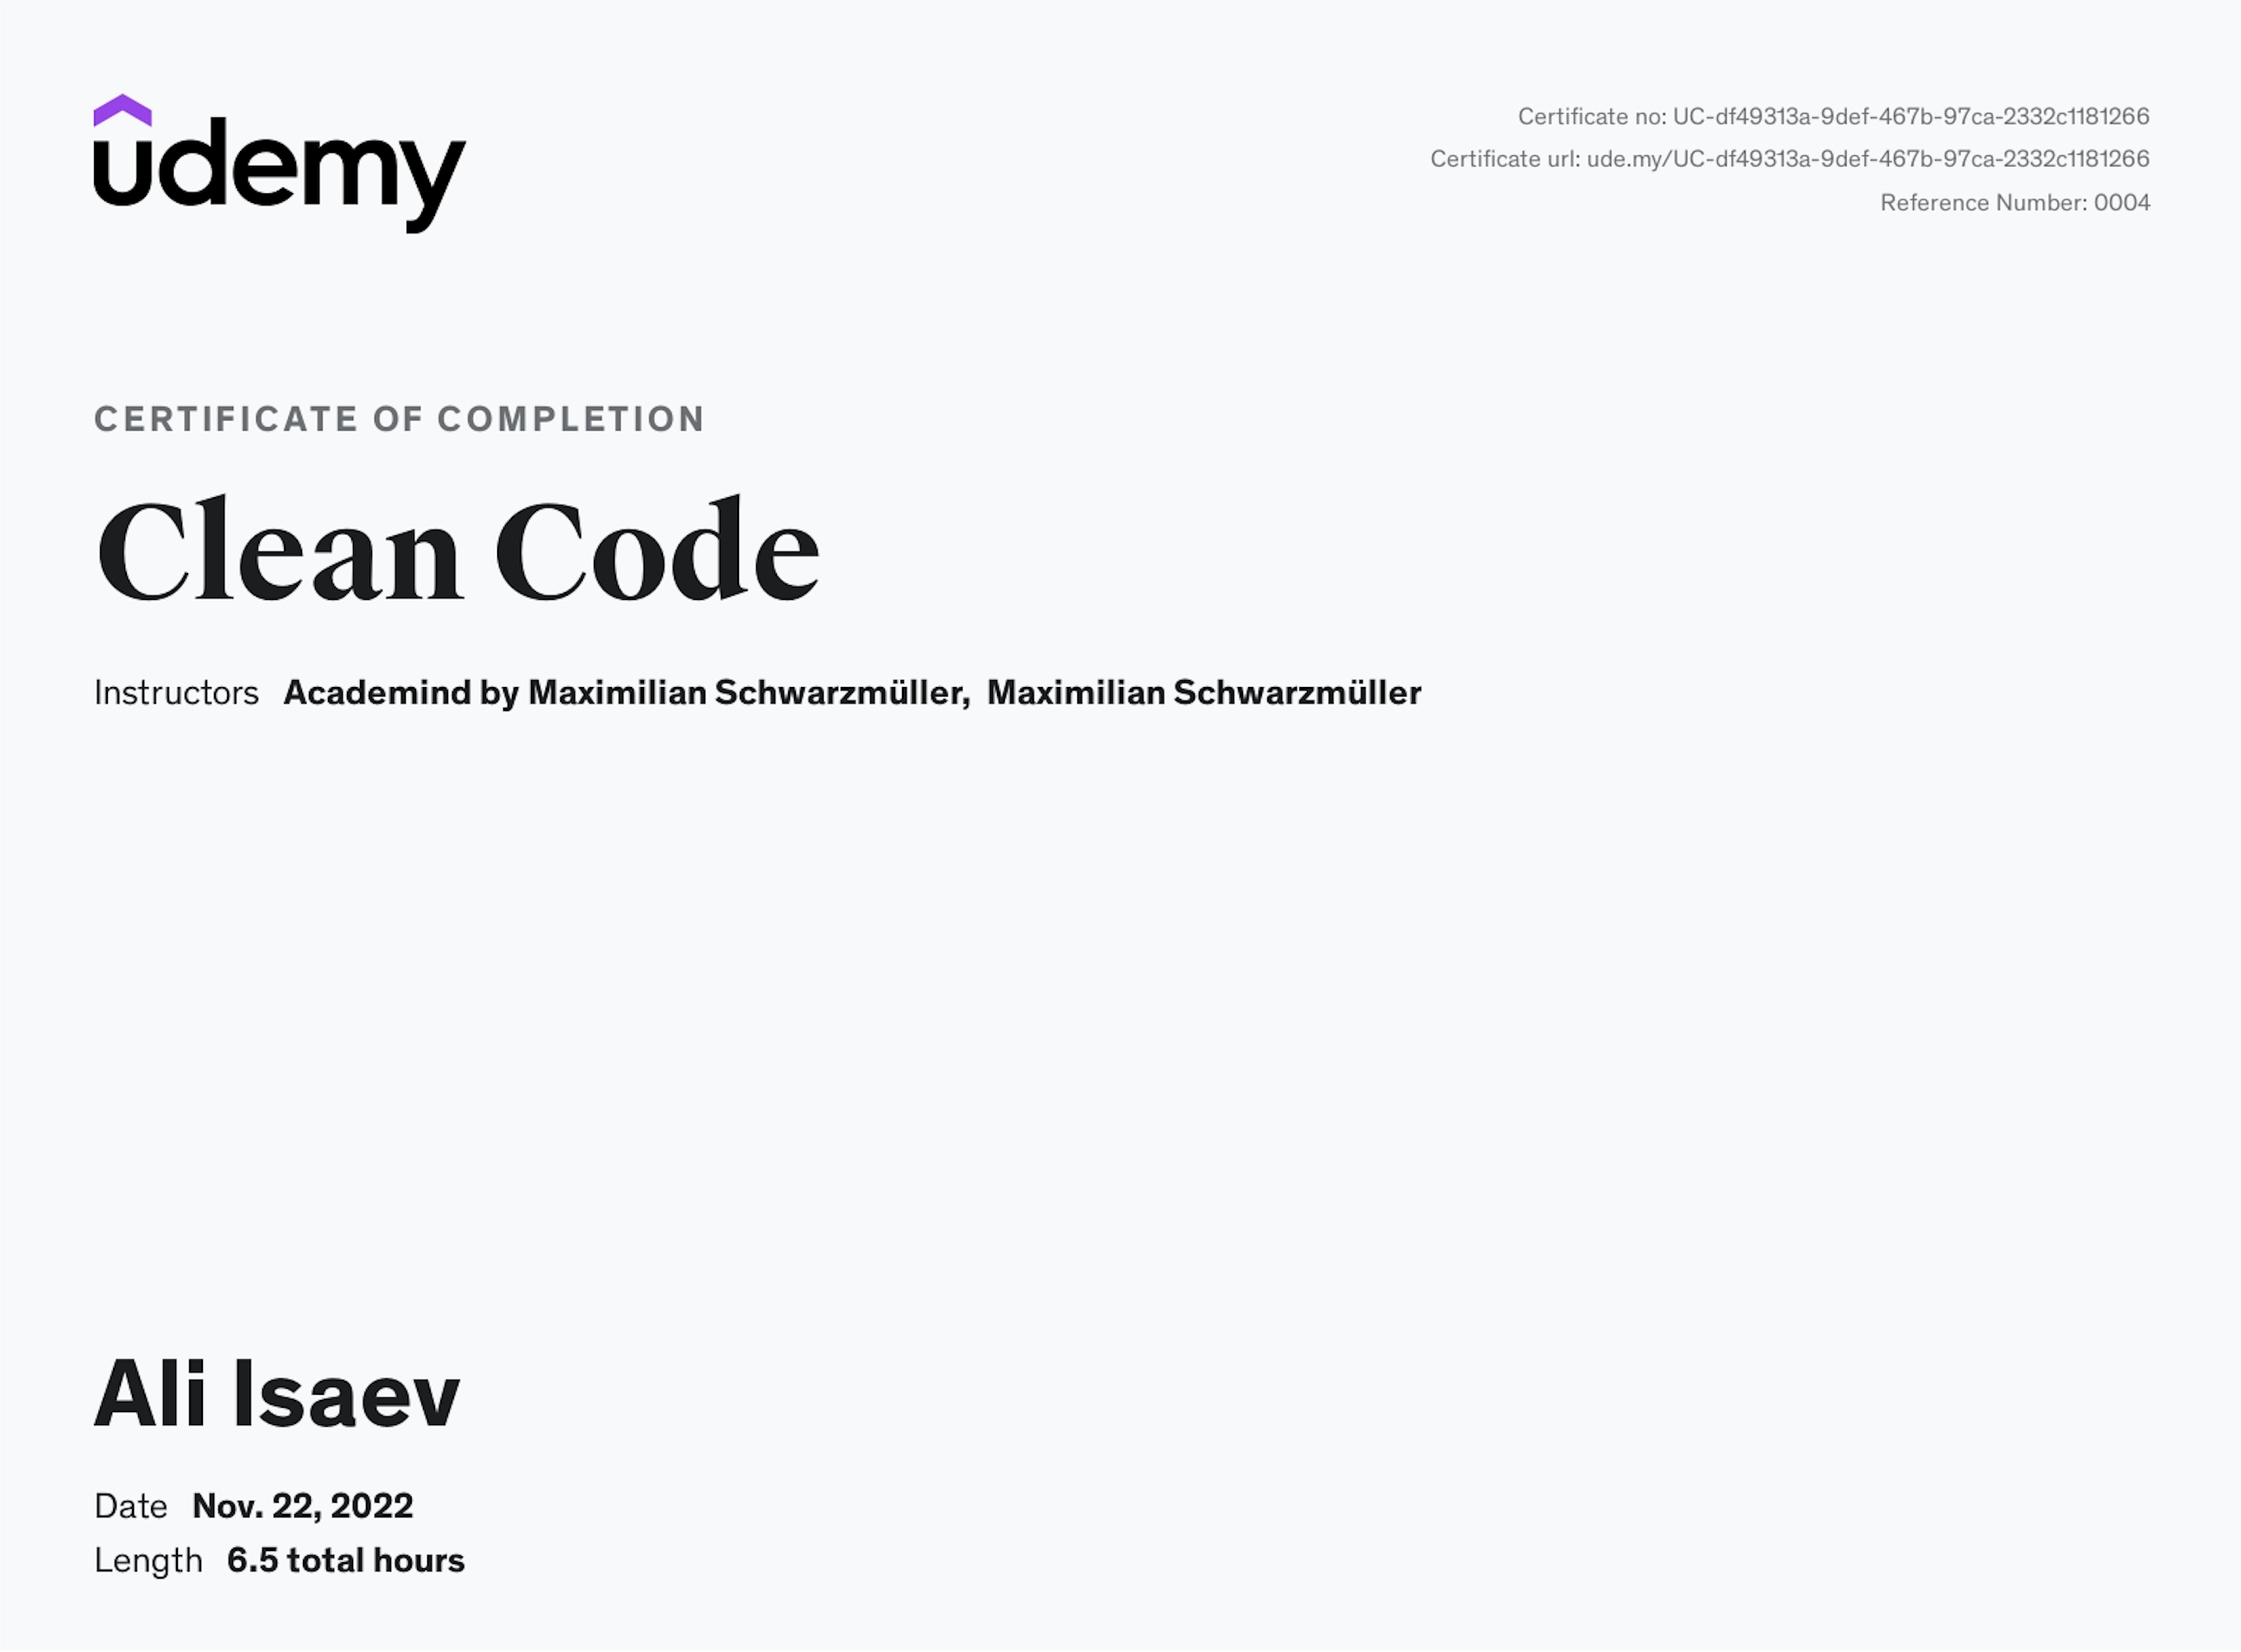 udemy
Certificate no: UC-df49313a-9def-467b-97ca-2332c1181266
Certificate url: ude.my/UC-df49313a-9def-467b-97ca-2332c1181266
Reference Number: 0004
CERTIFICATE OF COMPLETION
Clean Code
Instructors Academind by Maximilian Schwarzmüller, Maximilian Schwarzmüller
Ali Isaev
Date Nov. 22, 2022
Length 6.5 total hours